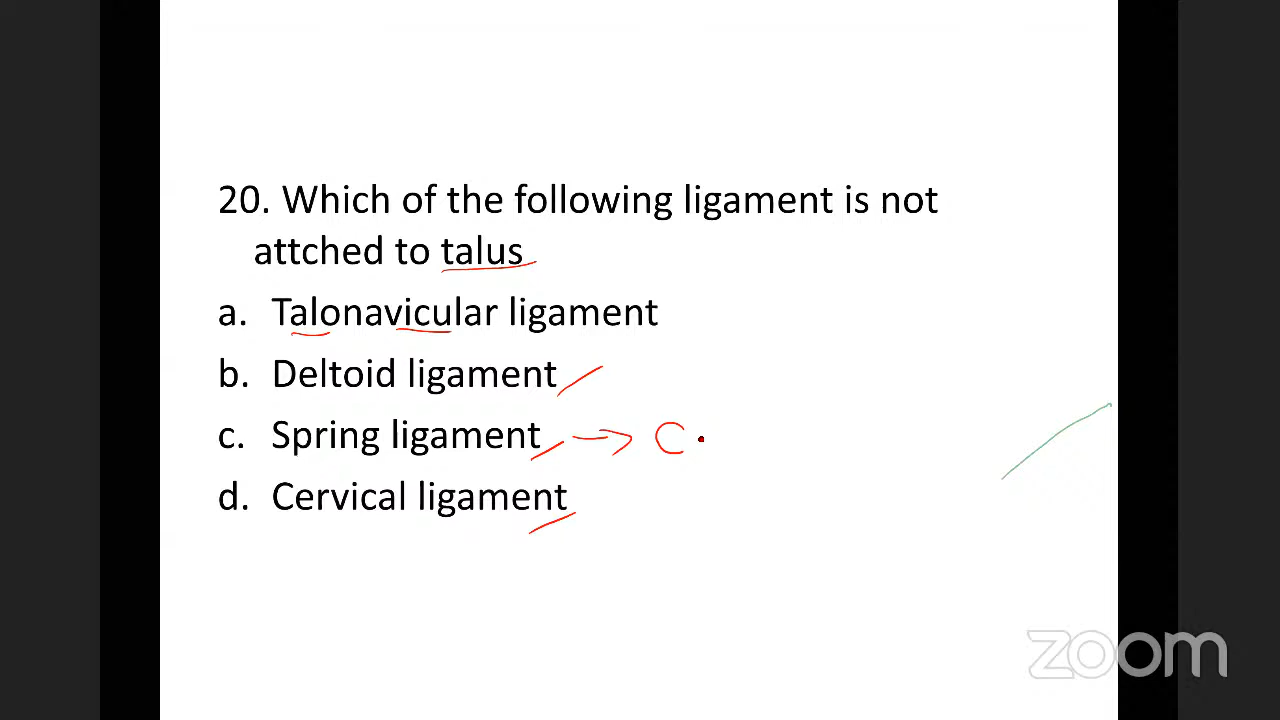 20. Which of the following ligament is not
attched to talus
a. Talonavicular ligament
b. Deltoid ligament
c. Spring ligament → C
d. Cervical ligament
zoom